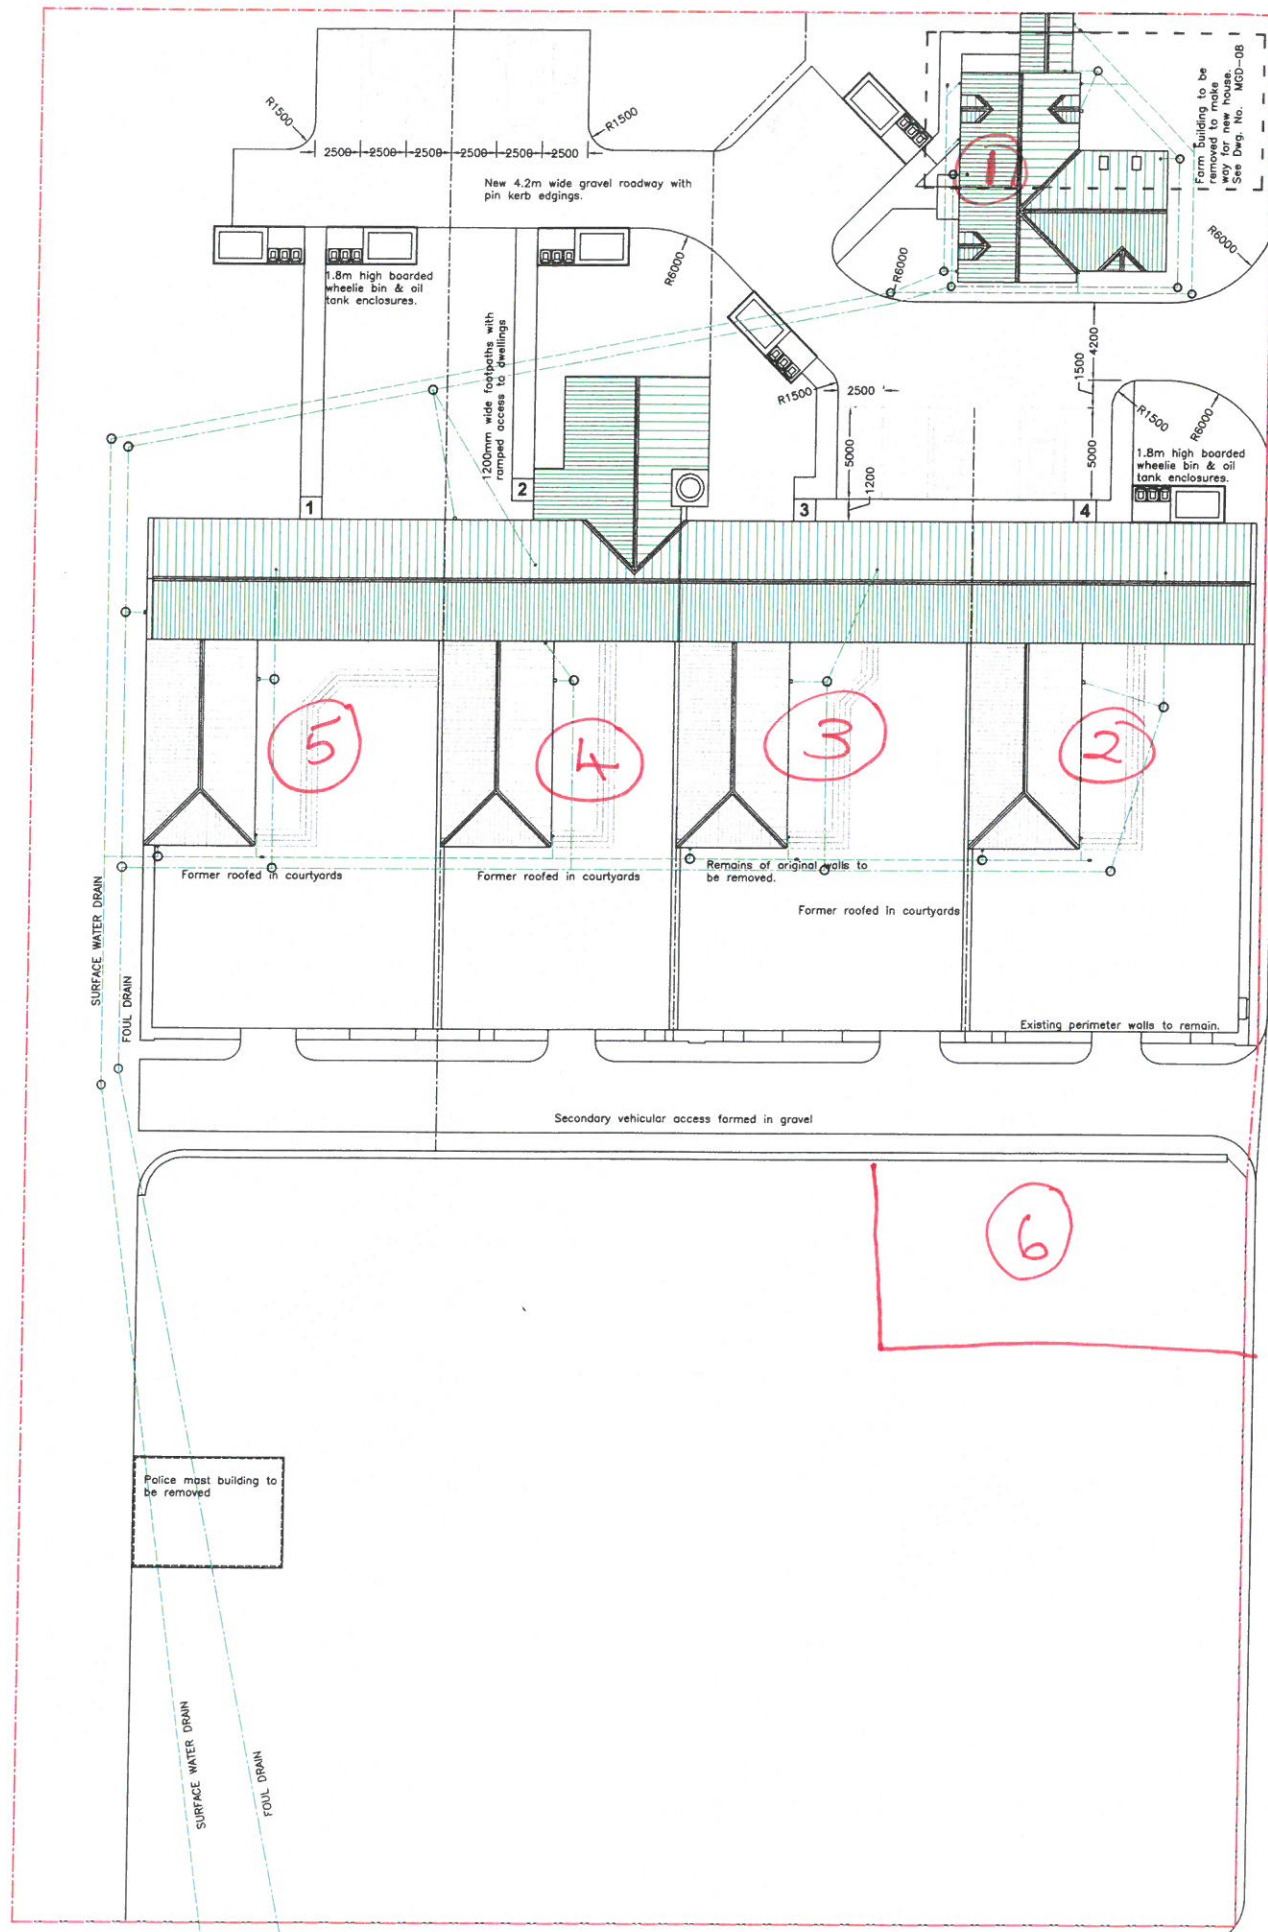 R1500
2500
2500
2500
2500
2500
2500
R1500
New 4.2m wide gravel roadway with
pin kerb edgings.
1
Farm building to be
removed to make
way for new house.
See Dwg. No. MGD-08
R6000
R6000
R6000
1.8m high boarded
wheelie bin & oil
tank enclosures.
1200mm wide footpaths with
ramped access to dwellings
4200
1500
R1500
2500
R1500
R6000
5000
1200
5000
1.8m high boarded
wheelie bin & oil
tank enclosures.
1
2
3
4
5
4
3
2
Former roofed in courtyards
Former roofed in courtyards
Remains of original walls to
be removed.
Former roofed in courtyards
SURFACE WATER DRAIN
FOUL DRAIN
Existing perimeter walls to remain.
Secondary vehicular access formed in gravel
6
Police mast building to
be removed
SURFACE WATER DRAIN
FOUL DRAIN